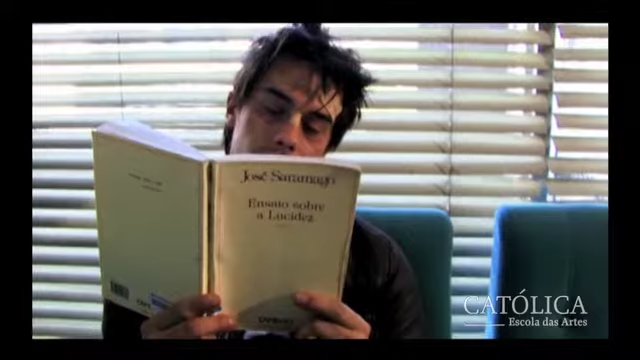 José Saramago
Ensaio sobre
a Lucidez
CATÓLICA
Escola das Artes